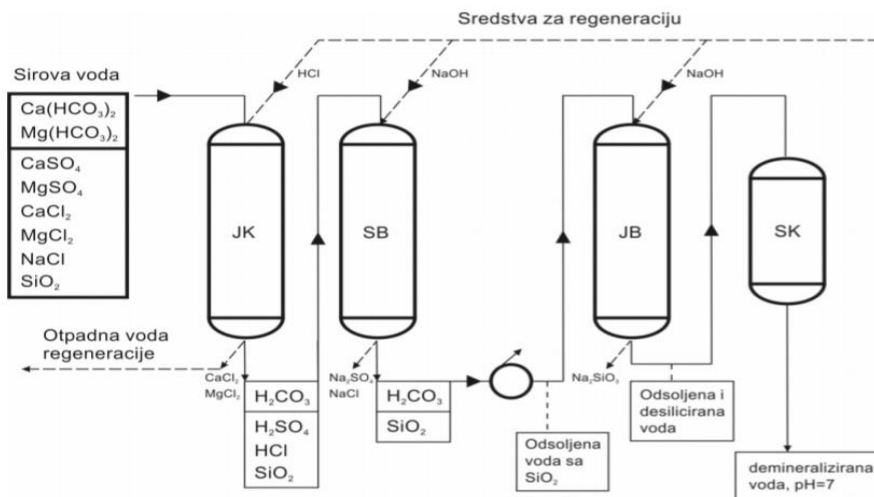 Sredstva za regeneraciju
Sirova voda
HCl
NaOH
NaOH
Ca(HCO₃)₂
Mg(HCO₃)₂
CaSO₄
MgSO₄
CaCl₂
MgCl₂
NaCl
SiO₂
JK
SB
JB
SK
Otpadna voda
regeneracije
CaCl₂
MgCl₂
H₂CO₃
H₂SO₄
HCl
SiO₂
Na₂SO₄
NaCl
H₂CO₃
SiO₂
Odsoljena
voda sa
SiO₂
Na₂SiO₃
Odsoljena i
desilicirana
voda
demineralizirana
voda, pH=7